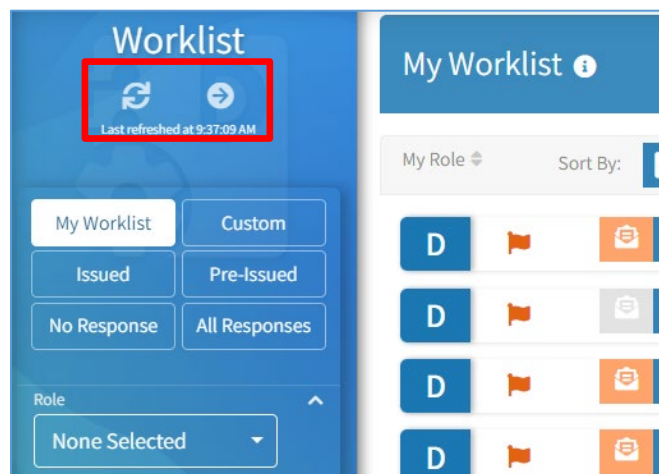 Worklist
Last refreshed at 9:37:09 AM
My Worklist
Custom
Issued
Pre-Issued
No Response
All Responses
Role
None Selected
My Worklist
My Role
Sort By:
D
D
D
D